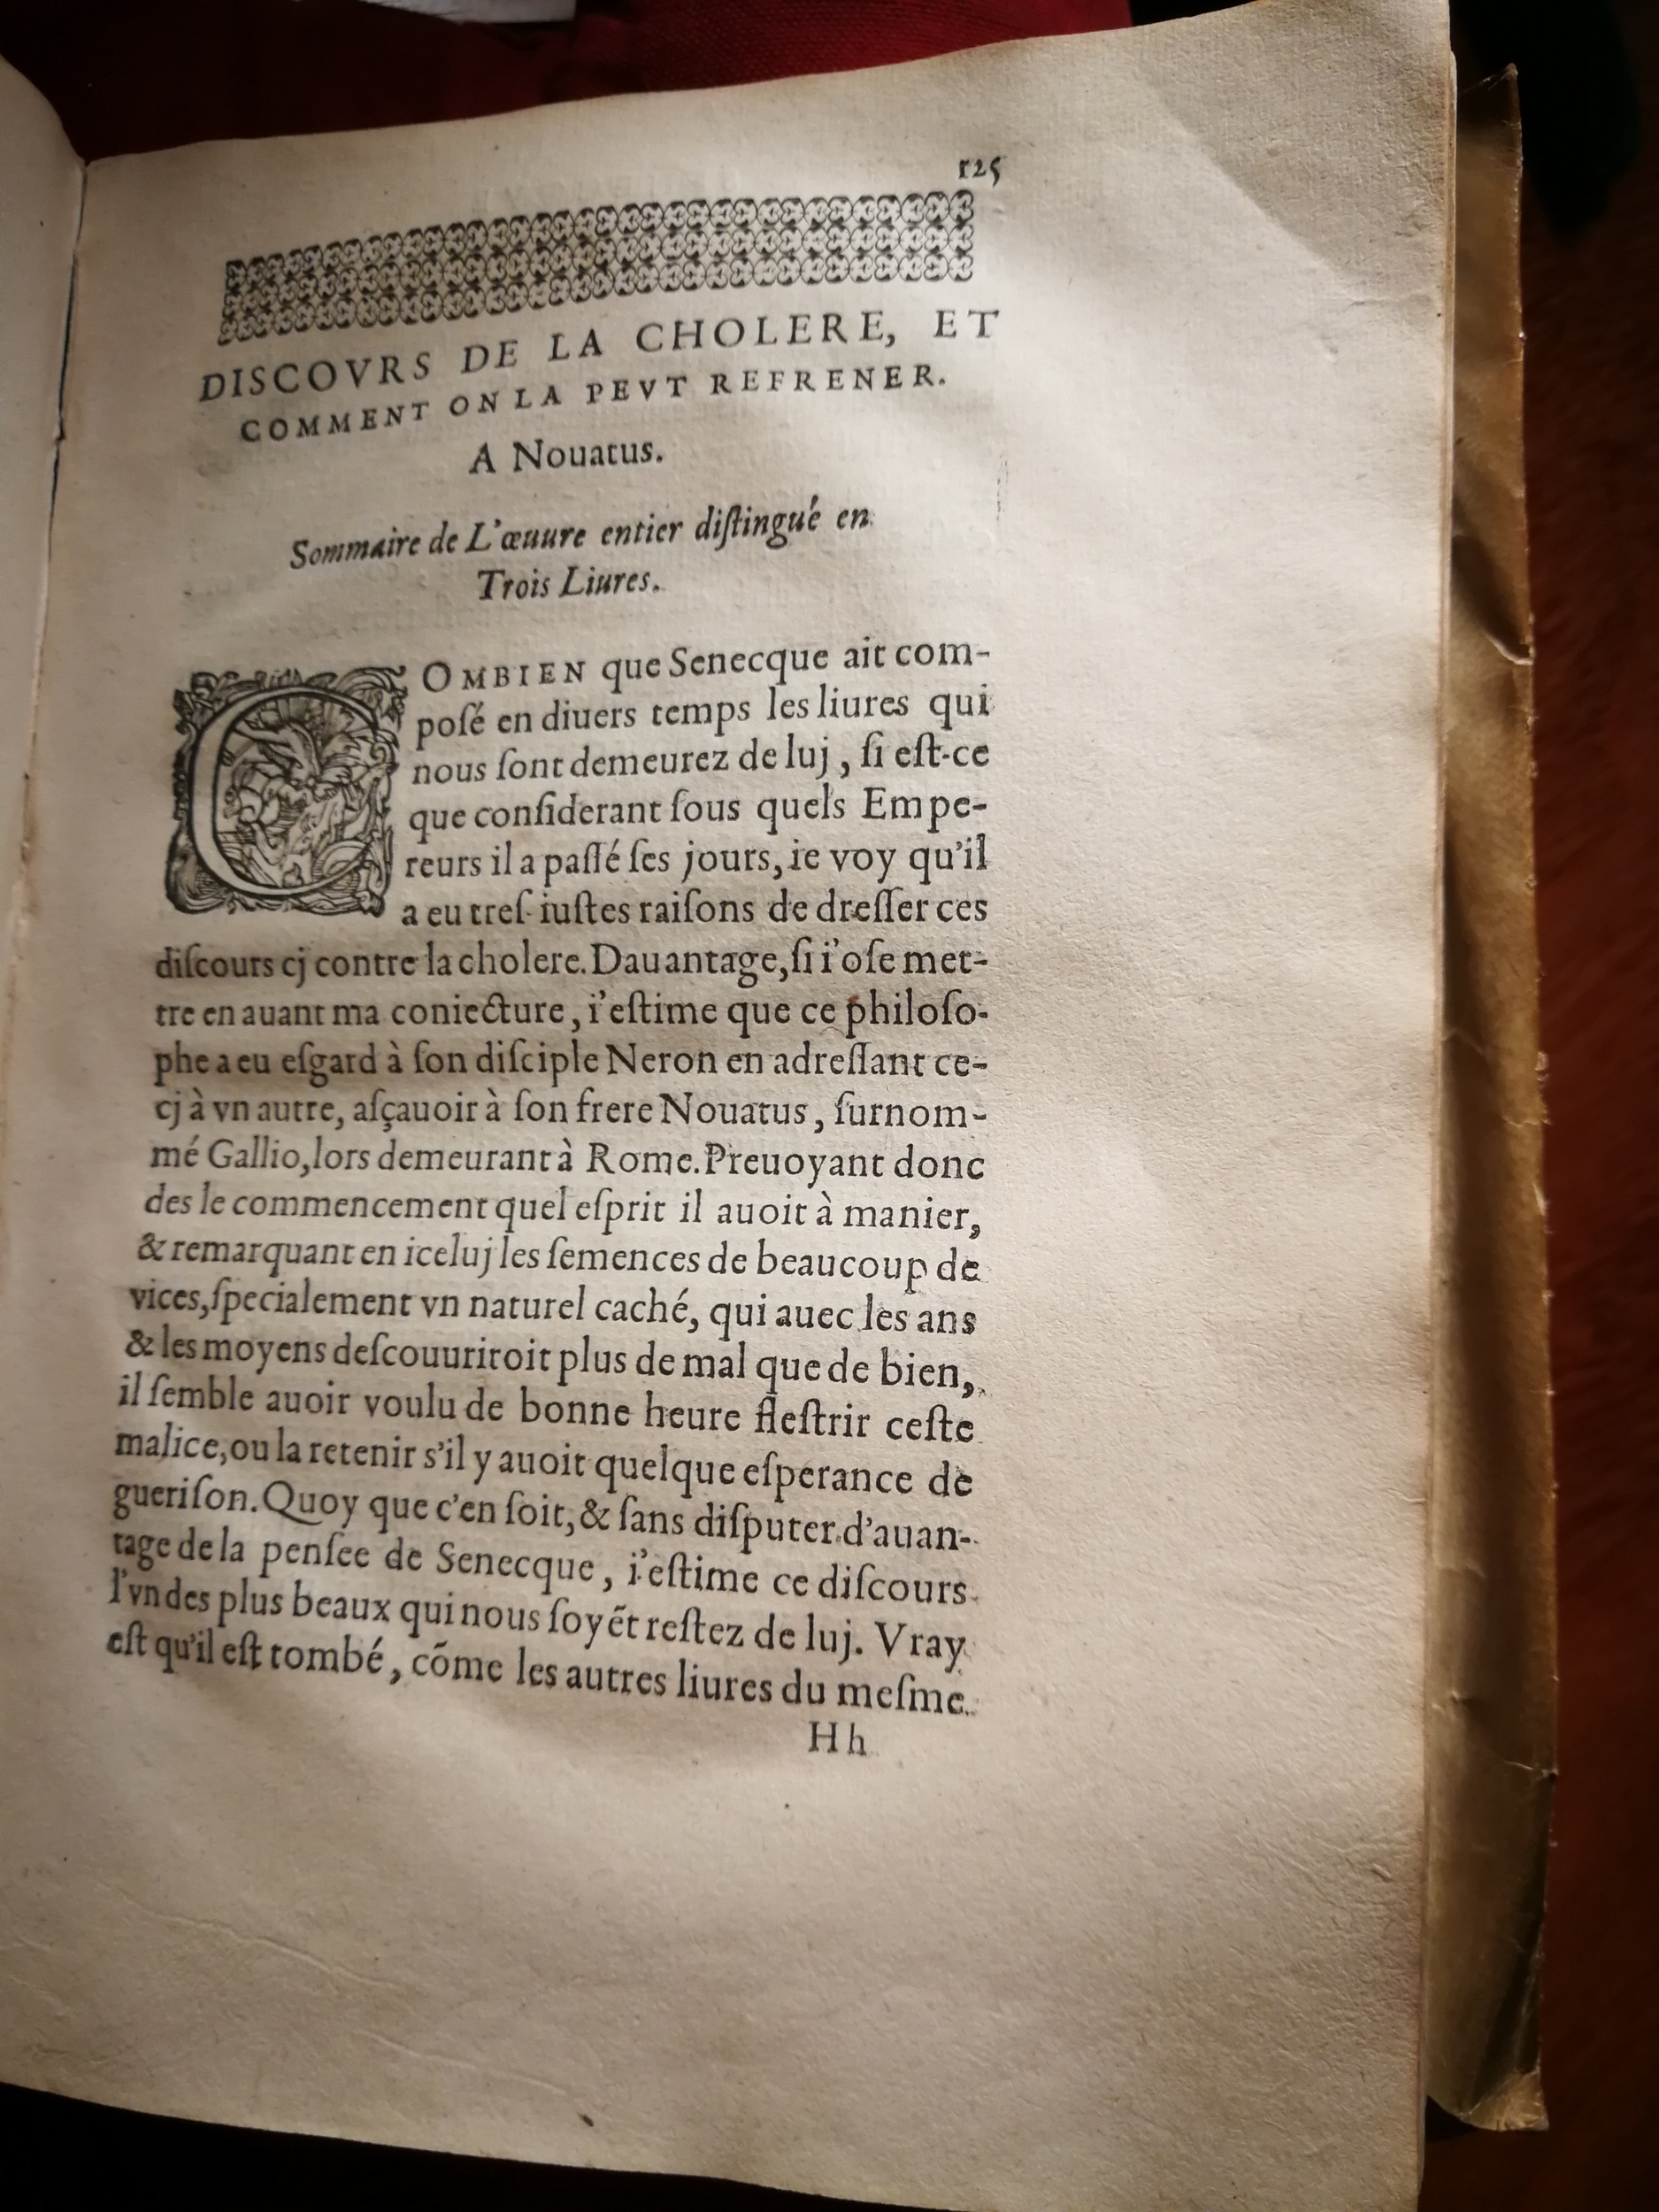 125
DISCOVRS DE LA CHOLERE, ET
COMMENT ON LA PEVT REFRENER.
A Nouatus.
Sommaire de L'œuure entier diſtingué en
Trois Liures.
COMBIEN que Senecque ait com-
poſé en diuers temps les liures qui
nous ſont demeurez de luj, ſi eſt-ce
que conſiderant ſous quels Empe-
reurs il a paſſé ſes jours, ie voy qu'il
a eu treſ-iuſtes raiſons de dreſſer ces
diſcours cj contre la cholere. Dauantage, ſi i'oſe met-
tre en auant ma coniecture, i'eſtime que ce philoſo-
phe a eu eſgard à ſon diſciple Neron en adreſſant ce-
cj à vn autre, aſçauoir à ſon frere Nouatus, ſurnom-
mé Gallio, lors demeurant à Rome. Preuoyant donc
des le commencement quel eſprit il auoit à manier,
& remarquant en iceluj les ſemences de beaucoup de
vices, ſpecialement vn naturel caché, qui auec les ans
& les moyens deſcouuriroit plus de mal que de bien,
il ſemble auoir voulu de bonne heure fleſtrir ceſte
malice, ou la retenir s'il y auoit quelque eſperance de
gueriſon. Quoy que c'en ſoit, & ſans diſputer d'auan-
tage de la penſee de Senecque, i'eſtime ce diſcours
l'vn des plus beaux qui nous ſoyẽt reſtez de luj. Vray
eſt qu'il eſt tombé, cõme les autres liures du meſme
Hh